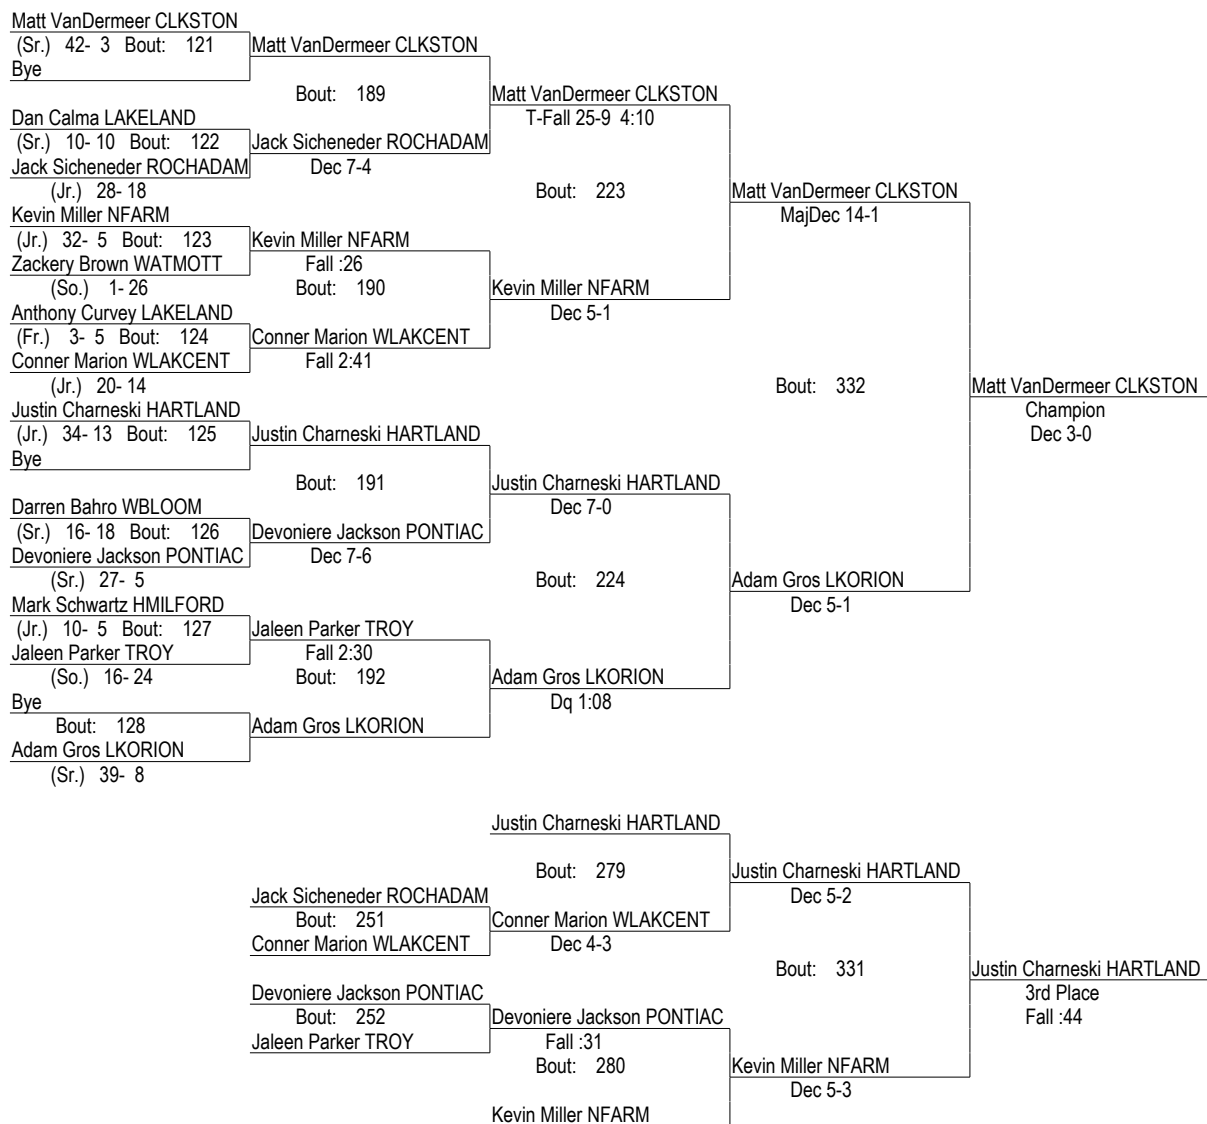 Matt VanDermeer CLKSTON
(Sr.) 42- 3 Bout: 121 Matt VanDermeer CLKSTON
Bye
Bout: 189 Matt VanDermeer CLKSTON
Dan Calma LAKELAND T-Fall 25-9 4:10
(Sr.) 10- 10 Bout: 122 Jack Sicheneder ROCHADAM
Jack Sicheneder ROCHADAM Dec 7-4
(Jr.) 28- 18 Bout: 223 Matt VanDermeer CLKSTON
Kevin Miller NFARM MajDec 14-1
(Jr.) 32- 5 Bout: 123 Kevin Miller NFARM
Zackery Brown WATMOTT Fall :26
(So.) 1- 26 Bout: 190 Kevin Miller NFARM
Anthony Curvey LAKELAND Dec 5-1
(Fr.) 3- 5 Bout: 124 Conner Marion WLAKCENT
Conner Marion WLAKCENT Fall 2:41
(Jr.) 20- 14 Bout: 332 Matt VanDermeer CLKSTON
Justin Charneski HARTLAND Champion
(Jr.) 34- 13 Bout: 125 Justin Charneski HARTLAND Dec 3-0
Bye
Bout: 191 Justin Charneski HARTLAND
Darren Bahro WBLOOM Dec 7-0
(Sr.) 16- 18 Bout: 126 Devoniere Jackson PONTIAC
Devoniere Jackson PONTIAC Dec 7-6
(Sr.) 27- 5 Bout: 224 Adam Gros LKORION
Mark Schwartz HMILFORD Dec 5-1
(Jr.) 10- 5 Bout: 127 Jaleen Parker TROY
Jaleen Parker TROY Fall 2:30
(So.) 16- 24 Bout: 192 Adam Gros LKORION
Bye Dq 1:08
Bout: 128 Adam Gros LKORION
Adam Gros LKORION
(Sr.) 39- 8
Justin Charneski HARTLAND
Bout: 279 Justin Charneski HARTLAND
Jack Sicheneder ROCHADAM Dec 5-2
Bout: 251 Conner Marion WLAKCENT
Conner Marion WLAKCENT Dec 4-3
Bout: 331 Justin Charneski HARTLAND
Devoniere Jackson PONTIAC 3rd Place
Bout: 252 Devoniere Jackson PONTIAC Fall :44
Jaleen Parker TROY Fall :31
Bout: 280 Kevin Miller NFARM
Dec 5-3
Kevin Miller NFARM